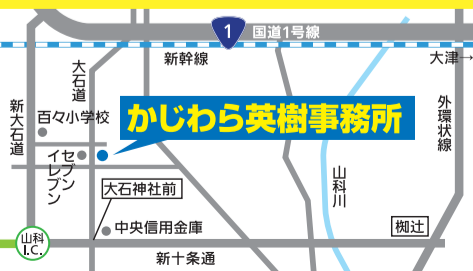 1
国道1号線
新幹線
大津→
大石道
新大石道
百々小学校
かじわら英樹事務所
外環状線
セブン
イレブン
大石神社前
山科川
椥辻
中央信用金庫
山科
I.C.
新十条通